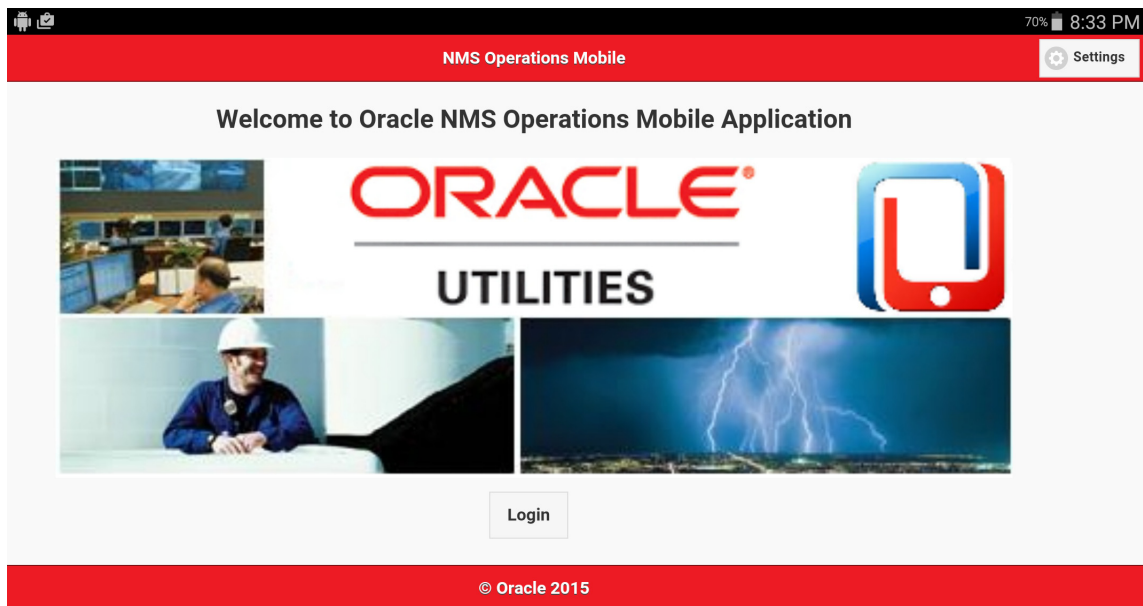 70% 8:33 PM
NMS Operations Mobile
Settings
Welcome to Oracle NMS Operations Mobile Application
ORACLE®
UTILITIES
Login
© Oracle 2015